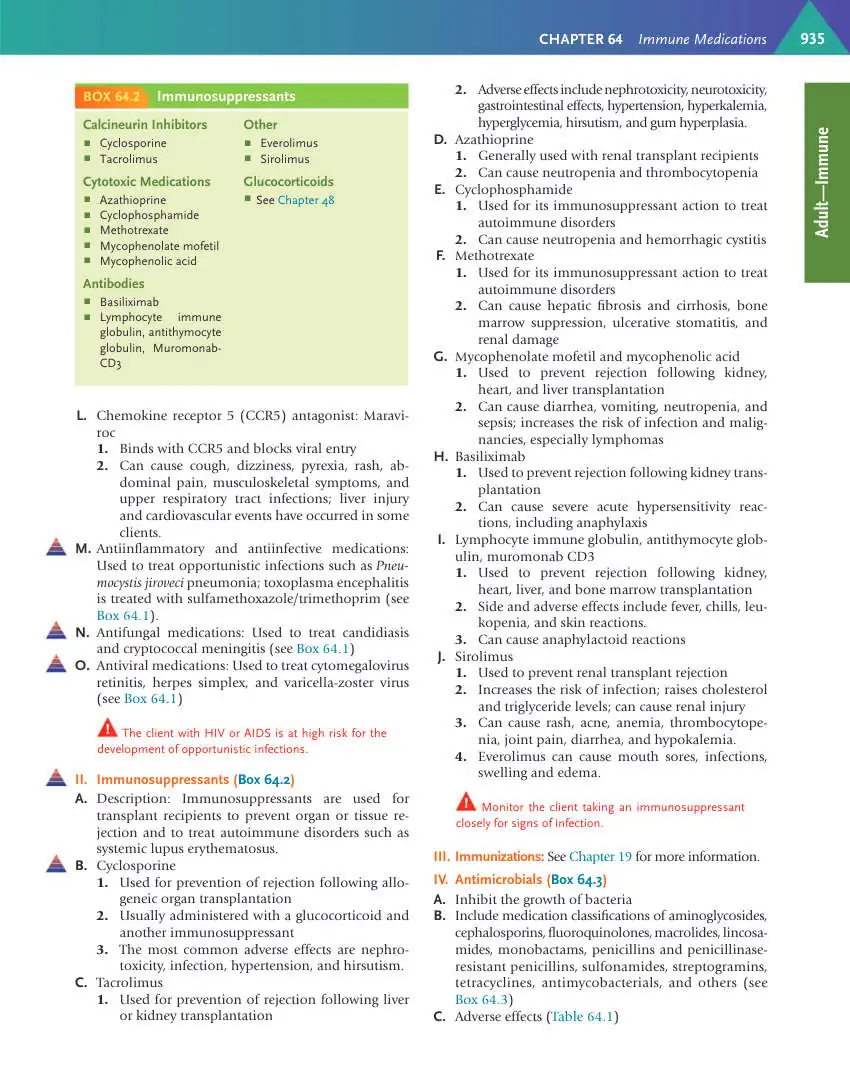 CHAPTER 64 Immune Medications 935
Adult—Immune
BOX 64.2 Immunosuppressants
Calcineurin Inhibitors
■ Cyclosporine
■ Tacrolimus
Cytotoxic Medications
■ Azathioprine
■ Cyclophosphamide
■ Methotrexate
■ Mycophenolate mofetil
■ Mycophenolic acid
Antibodies
■ Basiliximab
■ Lymphocyte immune
globulin, antithymocyte
globulin, Muromonab-
CD3
Other
■ Everolimus
■ Sirolimus
Glucocorticoids
■ See Chapter 48
L. Chemokine receptor 5 (CCR5) antagonist: Maravi-
roc
1. Binds with CCR5 and blocks viral entry
2. Can cause cough, dizziness, pyrexia, rash, ab-
dominal pain, musculoskeletal symptoms, and
upper respiratory tract infections; liver injury
and cardiovascular events have occurred in some
clients.
M. Antiinflammatory and antiinfective medications:
Used to treat opportunistic infections such as Pneu-
mocystis jiroveci pneumonia; toxoplasma encephalitis
is treated with sulfamethoxazole/trimethoprim (see
Box 64.1).
N. Antifungal medications: Used to treat candidiasis
and cryptococcal meningitis (see Box 64.1)
O. Antiviral medications: Used to treat cytomegalovirus
retinitis, herpes simplex, and varicella-zoster virus
(see Box 64.1)
The client with HIV or AIDS is at high risk for the
development of opportunistic infections.
II. Immunosuppressants (Box 64.2)
A. Description: Immunosuppressants are used for
transplant recipients to prevent organ or tissue re-
jection and to treat autoimmune disorders such as
systemic lupus erythematosus.
B. Cyclosporine
1. Used for prevention of rejection following allo-
geneic organ transplantation
2. Usually administered with a glucocorticoid and
another immunosuppressant
3. The most common adverse effects are nephro-
toxicity, infection, hypertension, and hirsutism.
C. Tacrolimus
1. Used for prevention of rejection following liver
or kidney transplantation
2. Adverse effects include nephrotoxicity, neurotoxicity,
gastrointestinal effects, hypertension, hyperkalemia,
hyperglycemia, hirsutism, and gum hyperplasia.
D. Azathioprine
1. Generally used with renal transplant recipients
2. Can cause neutropenia and thrombocytopenia
E. Cyclophosphamide
1. Used for its immunosuppressant action to treat
autoimmune disorders
2. Can cause neutropenia and hemorrhagic cystitis
F. Methotrexate
1. Used for its immunosuppressant action to treat
autoimmune disorders
2. Can cause hepatic fibrosis and cirrhosis, bone
marrow suppression, ulcerative stomatitis, and
renal damage
G. Mycophenolate mofetil and mycophenolic acid
1. Used to prevent rejection following kidney,
heart, and liver transplantation
2. Can cause diarrhea, vomiting, neutropenia, and
sepsis; increases the risk of infection and malig-
nancies, especially lymphomas
H. Basiliximab
1. Used to prevent rejection following kidney trans-
plantation
2. Can cause severe acute hypersensitivity reac-
tions, including anaphylaxis
I. Lymphocyte immune globulin, antithymocyte glob-
ulin, muromonab CD3
1. Used to prevent rejection following kidney,
heart, liver, and bone marrow transplantation
2. Side and adverse effects include fever, chills, leu-
kopenia, and skin reactions.
3. Can cause anaphylactoid reactions
J. Sirolimus
1. Used to prevent renal transplant rejection
2. Increases the risk of infection; raises cholesterol
and triglyceride levels; can cause renal injury
3. Can cause rash, acne, anemia, thrombocytope-
nia, joint pain, diarrhea, and hypokalemia.
4. Everolimus can cause mouth sores, infections,
swelling and edema.
Monitor the client taking an immunosuppressant
closely for signs of infection.
III. Immunizations: See Chapter 19 for more information.
IV. Antimicrobials (Box 64.3)
A. Inhibit the growth of bacteria
B. Include medication classifications of aminoglycosides,
cephalosporins, fluoroquinolones, macrolides, lincosa-
mides, monobactams, penicillins and penicillinase-
resistant penicillins, sulfonamides, streptogramins,
tetracyclines, antimycobacterials, and others (see
Box 64.3)
C. Adverse effects (Table 64.1)